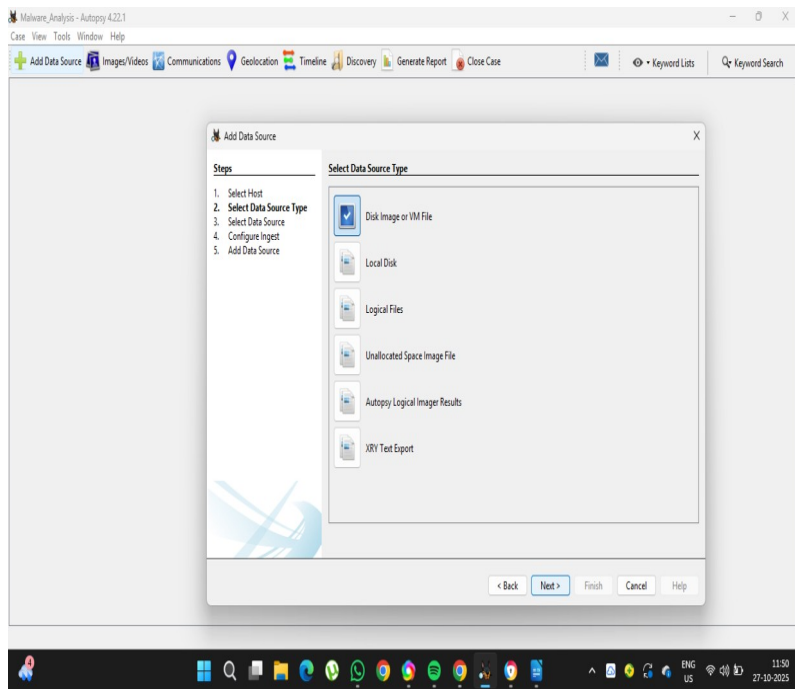 Malware_Analysis - Autopsy 4.22.1
Case View Tools Window Help
Add Data Source Images/Videos Communications Geolocation Timeline Discovery Generate Report Close Case Keyword Lists Keyword Search
Add Data Source
Steps
1. Select Host
2. Select Data Source Type
3. Select Data Source
4. Configure Ingest
5. Add Data Source
Select Data Source Type
Disk Image or VM File
Local Disk
Logical Files
Unallocated Space Image File
Autopsy Logical Imager Results
XRY Text Export
< Back Next > Finish Cancel Help
4
ENG
US
11:50
27-10-2025